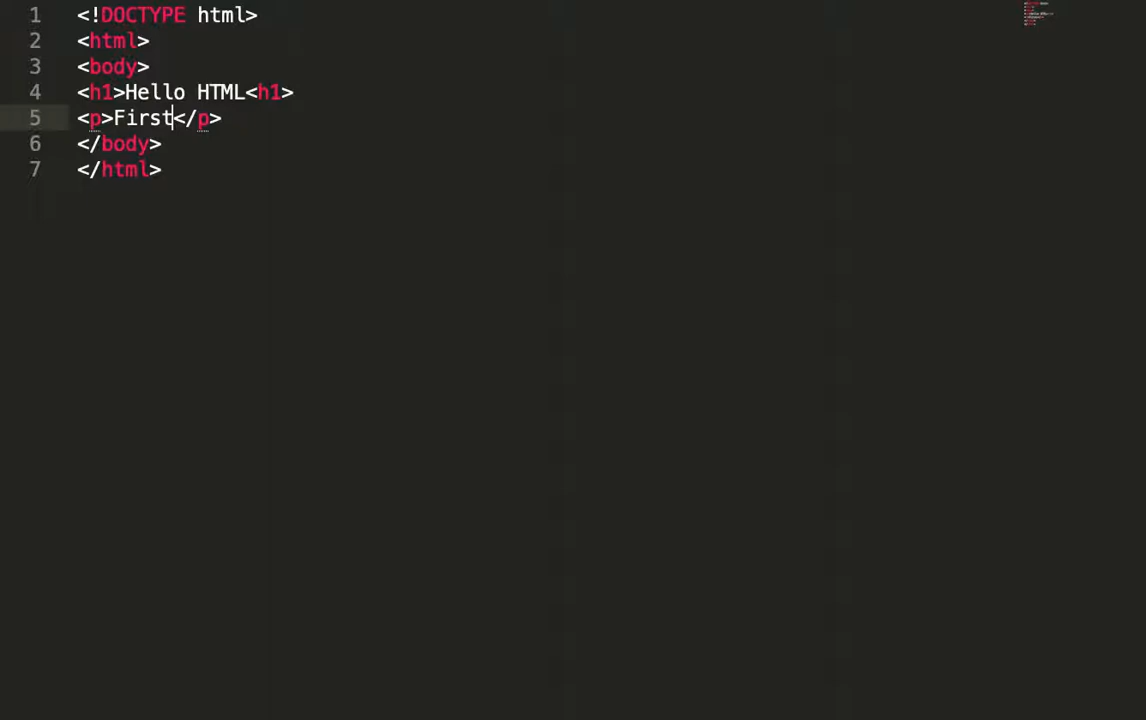 1 <!DOCTYPE html>
2 <html>
3 <body>
4 <h1>Hello HTML<h1>
5 <p>First</p>
6 </body>
7 </html>